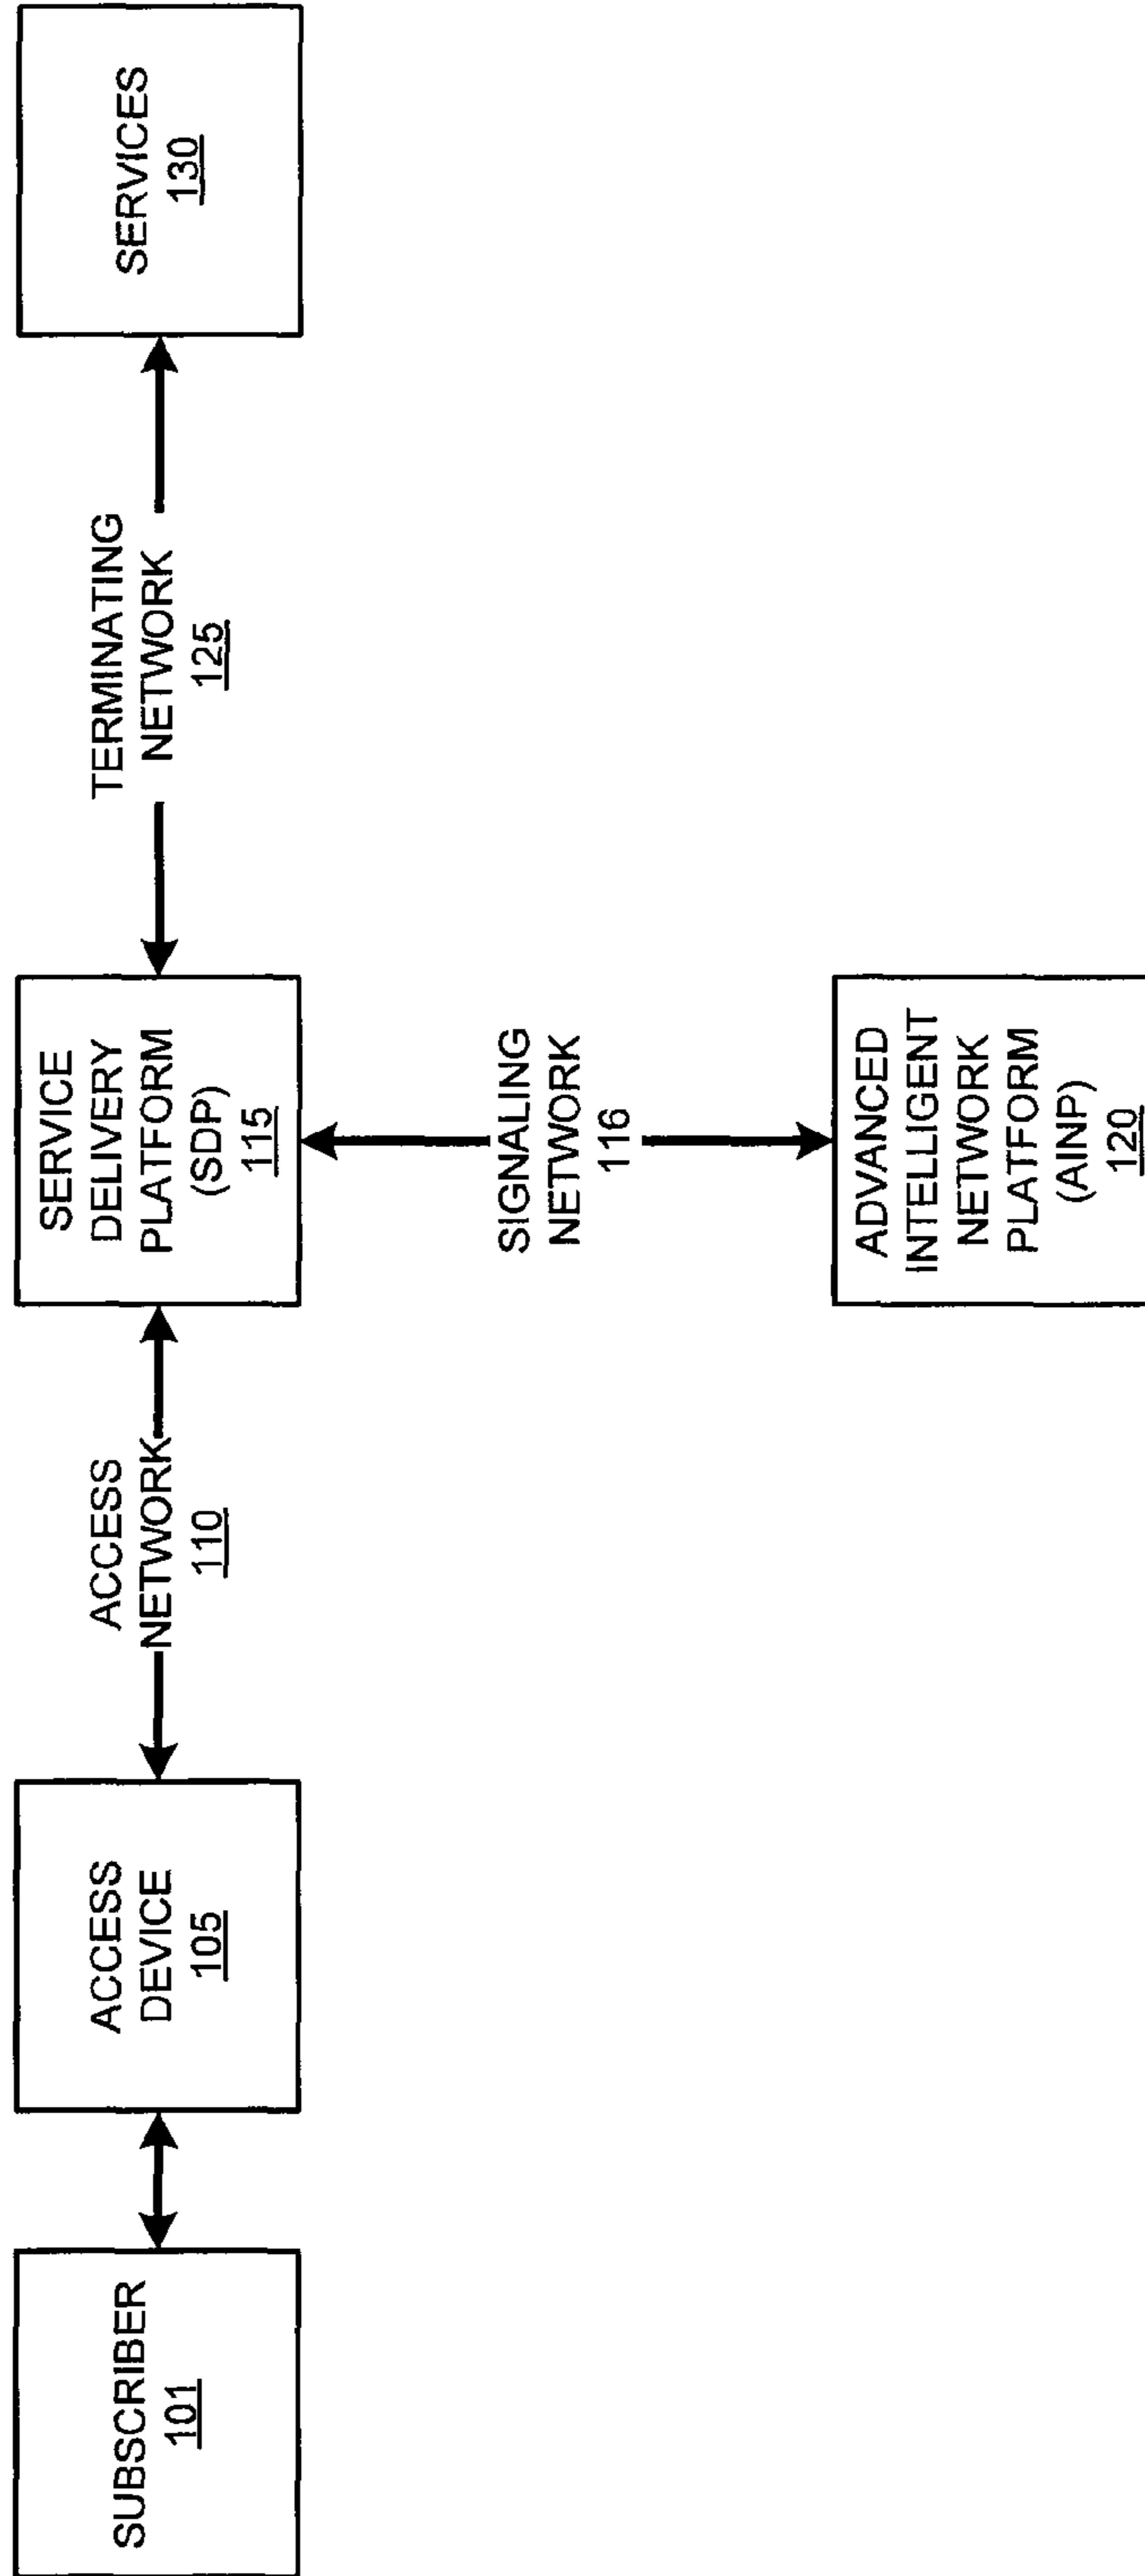 SUBSCRIBER
101
ACCESS
DEVICE
105
ACCESS
NETWORK
110
SERVICE
DELIVERY
PLATFORM
(SDP)
115
TERMINATING
NETWORK
125
SERVICES
130
SIGNALING
NETWORK
116
ADVANCED
INTELLIGENT
NETWORK
PLATFORM
(AINP)
120